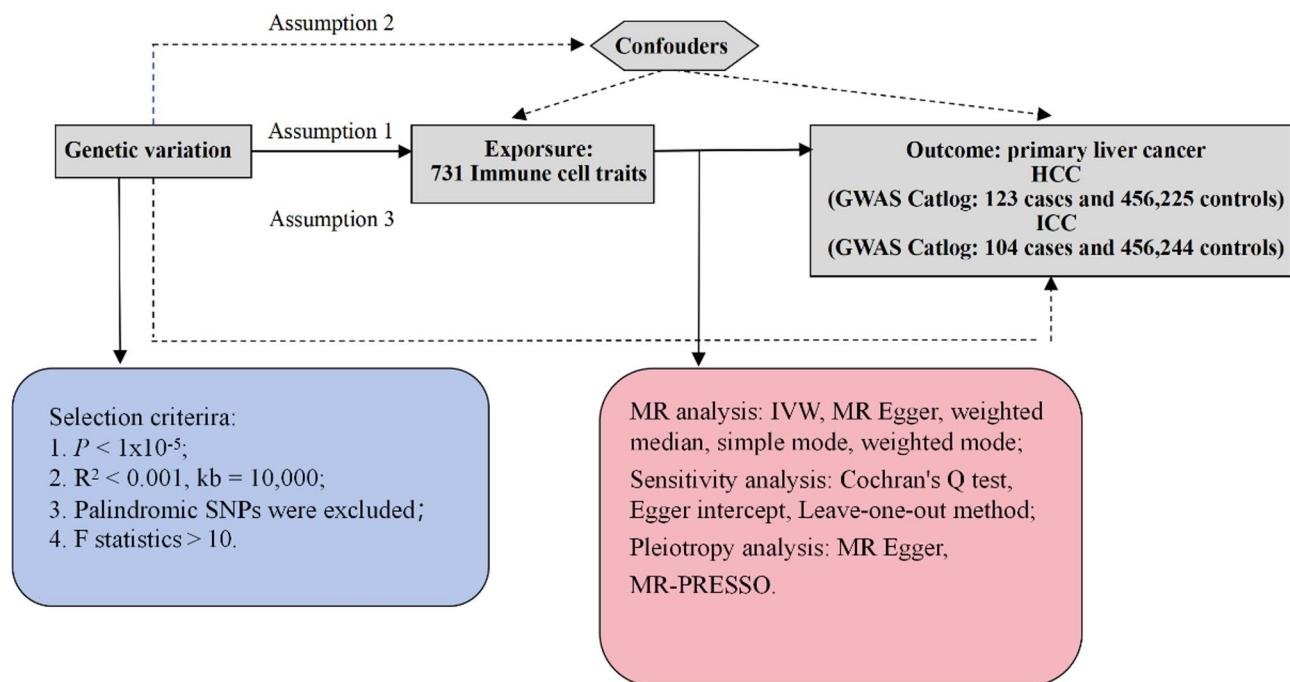 Assumption 2
Confouders
Genetic variation
Assumption 1
Exporsure:
731 Immune cell traits
Outcome: primary liver cancer
HCC
(GWAS Catlog: 123 cases and 456,225 controls)
ICC
(GWAS Catlog: 104 cases and 456,244 controls)
Assumption 3
Selection criterira:
1. P < 1x10⁻⁵;
2. R² < 0.001, kb = 10,000;
3. Palindromic SNPs were excluded;
4. F statistics > 10.
MR analysis: IVW, MR Egger, weighted
median, simple mode, weighted mode;
Sensitivity analysis: Cochran's Q test,
Egger intercept, Leave-one-out method;
Pleiotropy analysis: MR Egger,
MR-PRESSO.